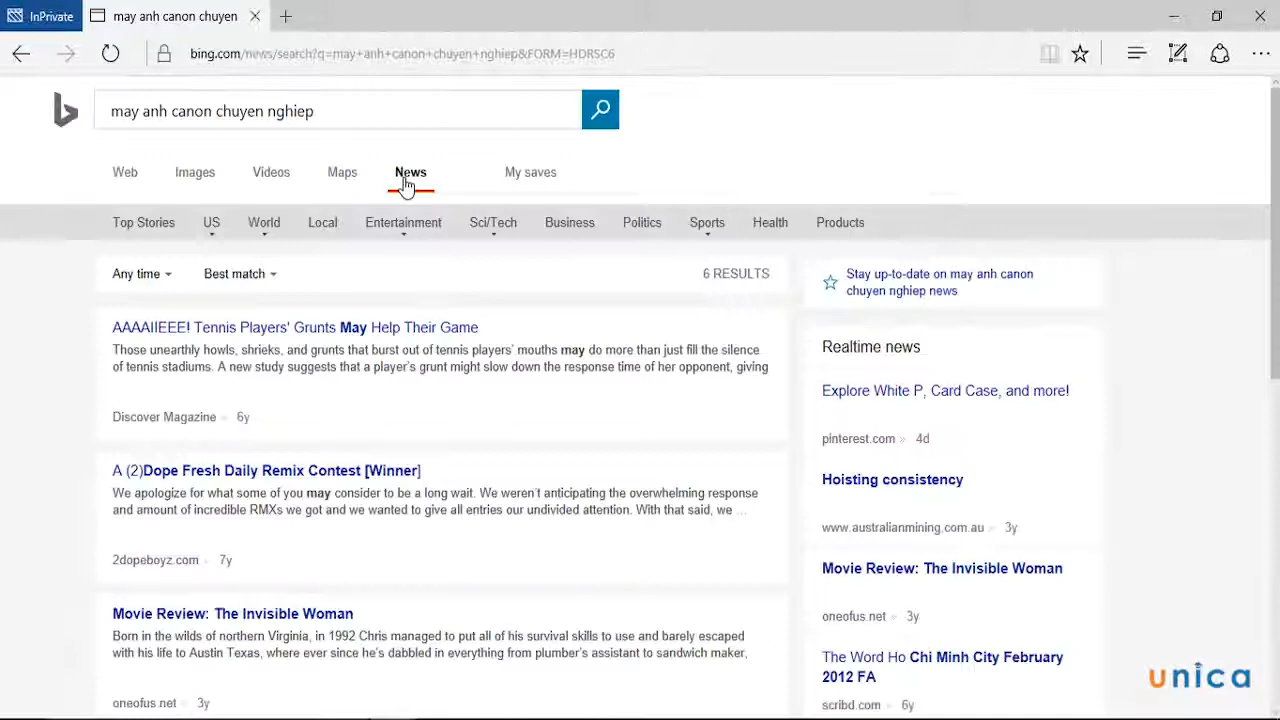 InPrivate
may anh canon chuyen
bing.com/news/search?q=may+anh+canon+chuyen+nghiep&FORM=HDRSC6
may anh canon chuyen nghiep
Web Images Videos Maps News My saves
Top Stories US World Local Entertainment Sci/Tech Business Politics Sports Health Products
Any time Best match 6 RESULTS
AAAAIIEEE! Tennis Players' Grunts May Help Their Game
Those unearthly howls, shrieks, and grunts that burst out of tennis players' mouths may do more than just fill the silence
of tennis stadiums. A new study suggests that a player's grunt might slow down the response time of her opponent, giving
Discover Magazine 6y
A (2)Dope Fresh Daily Remix Contest [Winner]
We apologize for what some of you may consider to be a long wait. We weren't anticipating the overwhelming response
and amount of incredible RMXs we got and we wanted to give all entries our undivided attention. With that said, we ...
2dopeboyz.com 7y
Movie Review: The Invisible Woman
Born in the wilds of northern Virginia, in 1992 Chris managed to put all of his survival skills to use and barely escaped
with his life to Austin Texas, where ever since he's dabbled in everything from plumber's assistant to sandwich maker,
oneofus.net 3y
Stay up-to-date on may anh canon
chuyen nghiep news
Realtime news
Explore White P, Card Case, and more!
pinterest.com 4d
Hoisting consistency
www.australianmining.com.au 3y
Movie Review: The Invisible Woman
oneofus.net 3y
The Word Ho Chi Minh City February
2012 FA
scribd.com 6y
unica